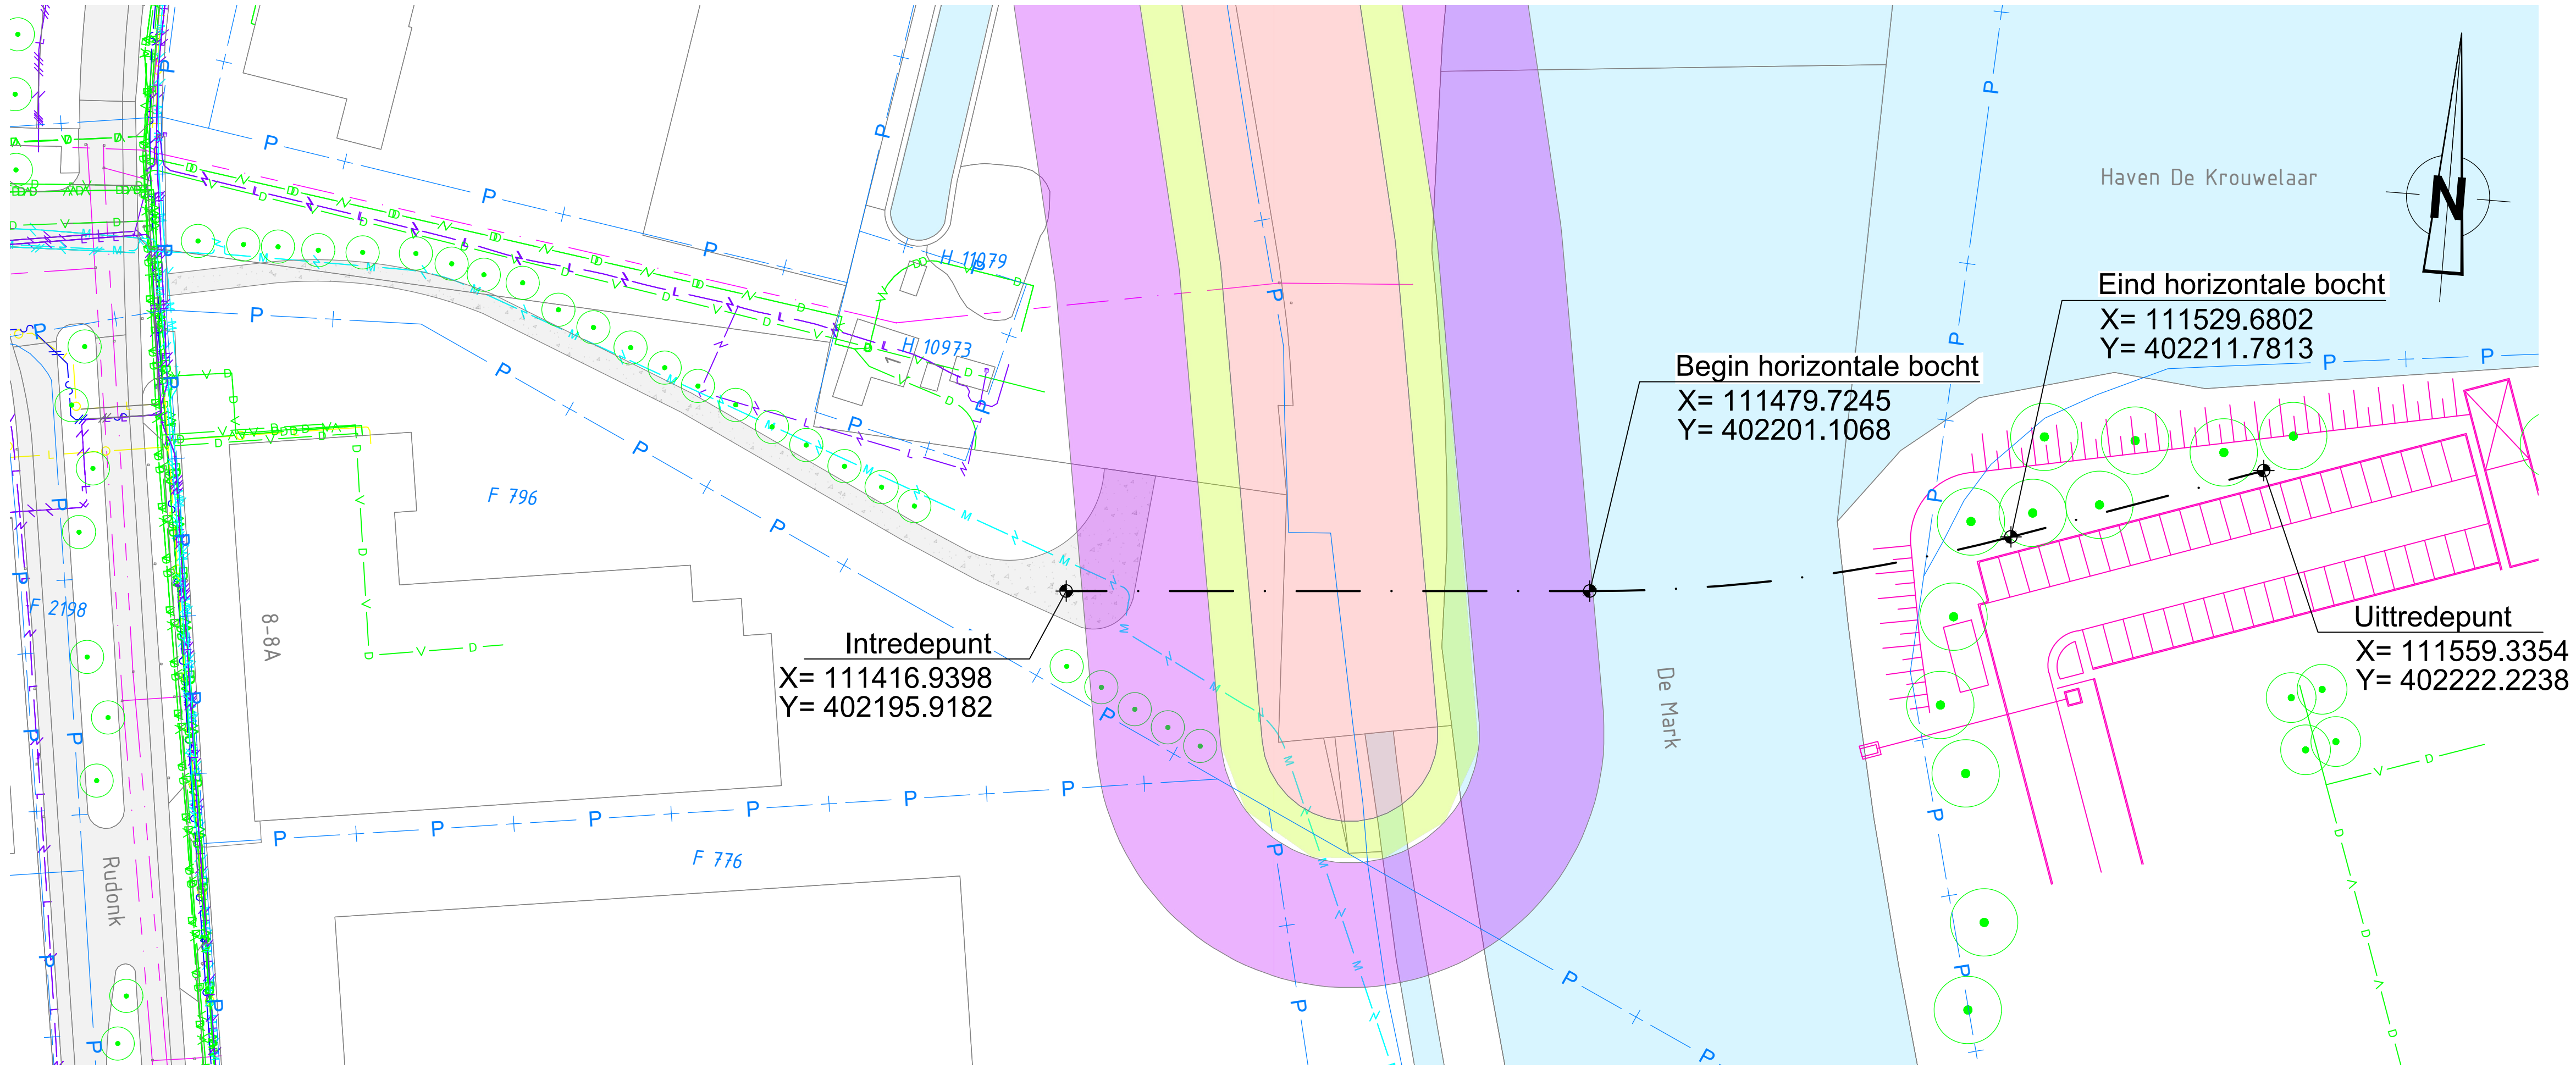 Haven De Krouwelaar
N
H 11079
Eind horizontale bocht
X= 111529.6802
Y= 402211.7813
H 10973
1
Begin horizontale bocht
X= 111479.7245
Y= 402201.1068
F 796
F 2198
8-8A
Intredepunt
X= 111416.9398
Y= 402195.9182
Uittredepunt
X= 111559.3354
Y= 402222.2238
De Mark
F 776
Rudonk